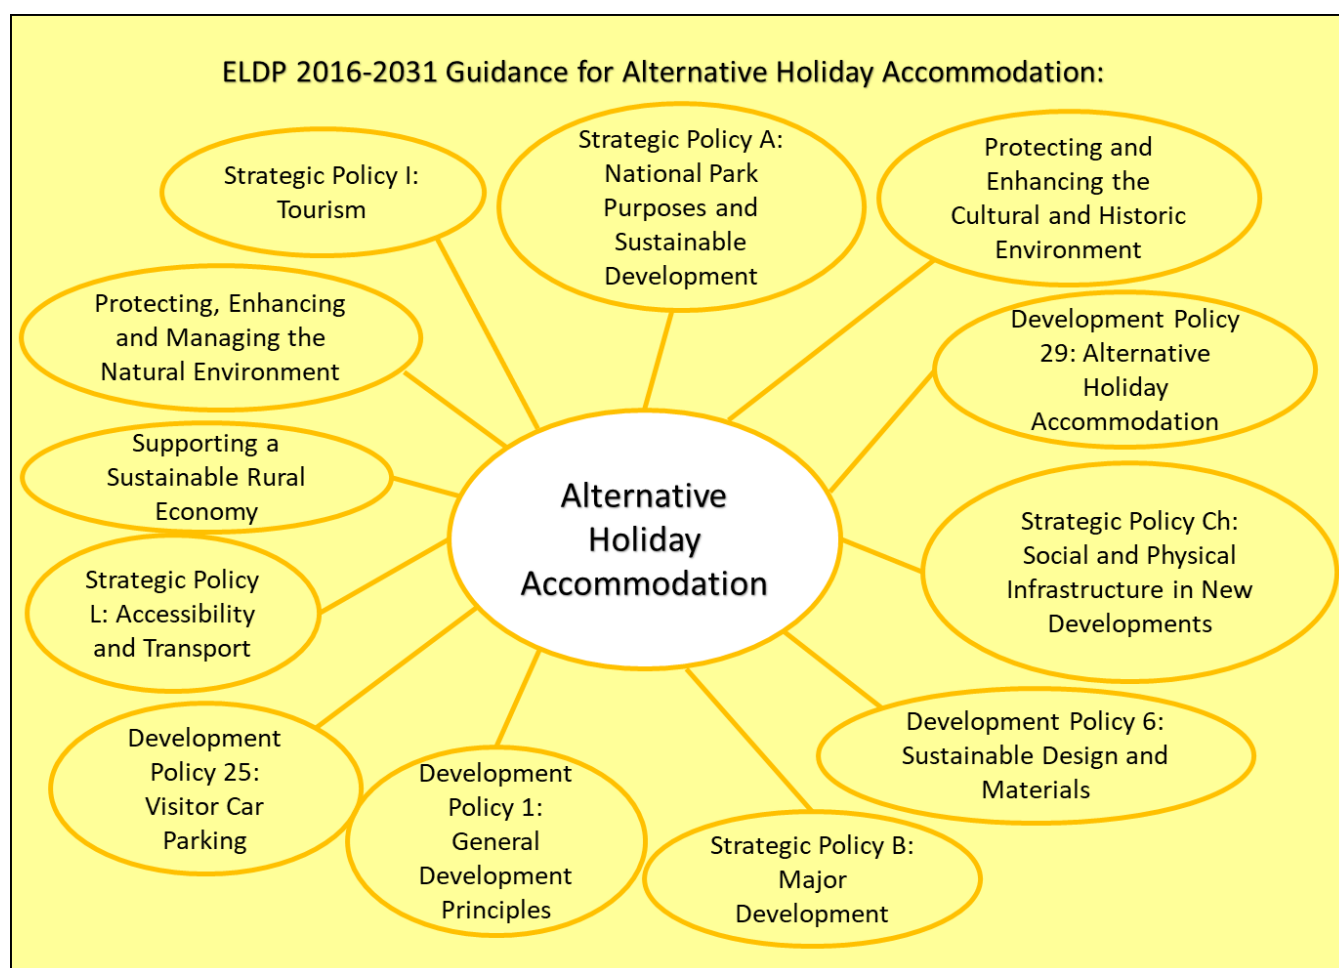 ELDP 2016-2031 Guidance for Alternative Holiday Accommodation:
Strategic Policy I:
Tourism
Strategic Policy A:
National Park
Purposes and
Sustainable
Development
Protecting and
Enhancing the
Cultural and Historic
Environment
Protecting, Enhancing
and Managing the
Natural Environment
Development Policy
29: Alternative
Holiday
Accommodation
Supporting a
Sustainable Rural
Economy
Alternative
Holiday
Accommodation
Strategic Policy Ch:
Social and Physical
Infrastructure in New
Developments
Strategic Policy
L: Accessibility
and Transport
Development Policy 6:
Sustainable Design and
Materials
Development
Policy 25:
Visitor Car
Parking
Development
Policy 1:
General
Development
Principles
Strategic Policy B:
Major
Development